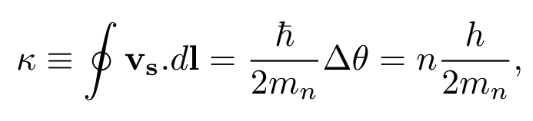 κ ≡ ∮ v_s.dl = ħ/2m_n Δθ = n h/2m_n,